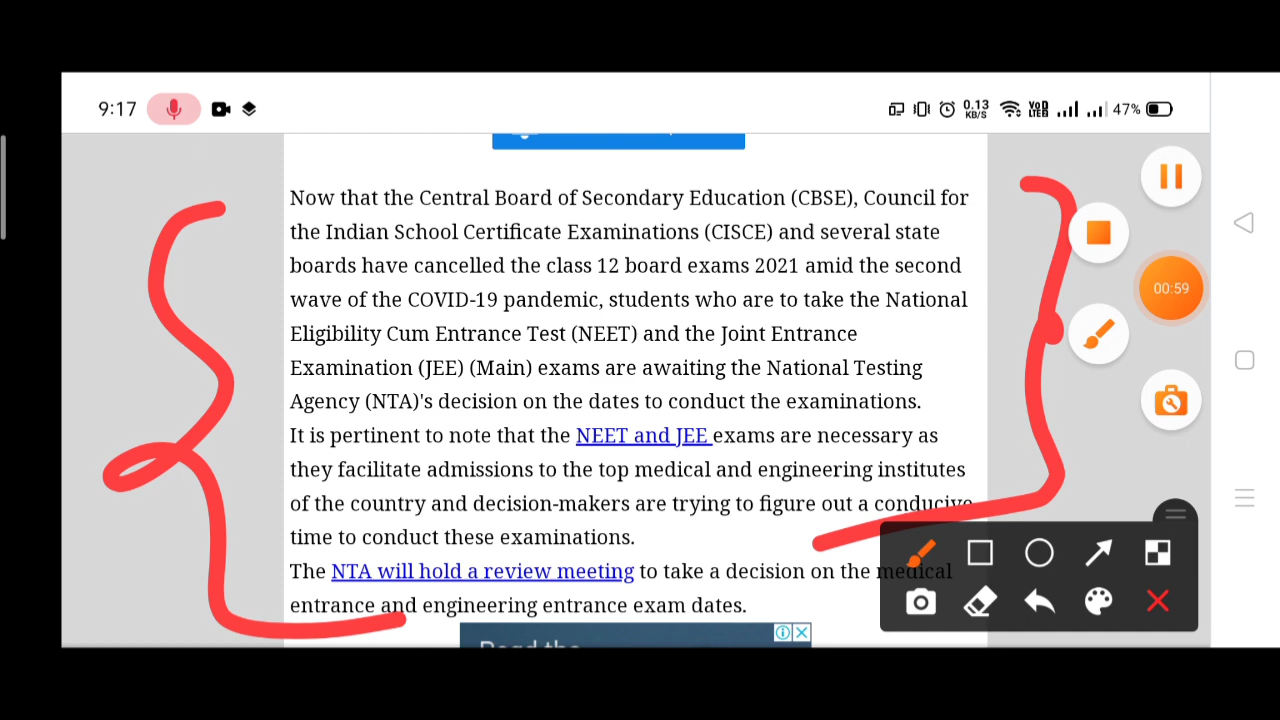 9:17
0.13
KB/S
VoD
LTE2
47%
Now that the Central Board of Secondary Education (CBSE), Council for
the Indian School Certificate Examinations (CISCE) and several state
boards have cancelled the class 12 board exams 2021 amid the second
wave of the COVID-19 pandemic, students who are to take the National
Eligibility Cum Entrance Test (NEET) and the Joint Entrance
Examination (JEE) (Main) exams are awaiting the National Testing
Agency (NTA)'s decision on the dates to conduct the examinations.
It is pertinent to note that the NEET and JEE exams are necessary as
they facilitate admissions to the top medical and engineering institutes
of the country and decision-makers are trying to figure out a conducive
time to conduct these examinations.
The NTA will hold a review meeting to take a decision on the medical
entrance and engineering entrance exam dates.
00:59
Read the